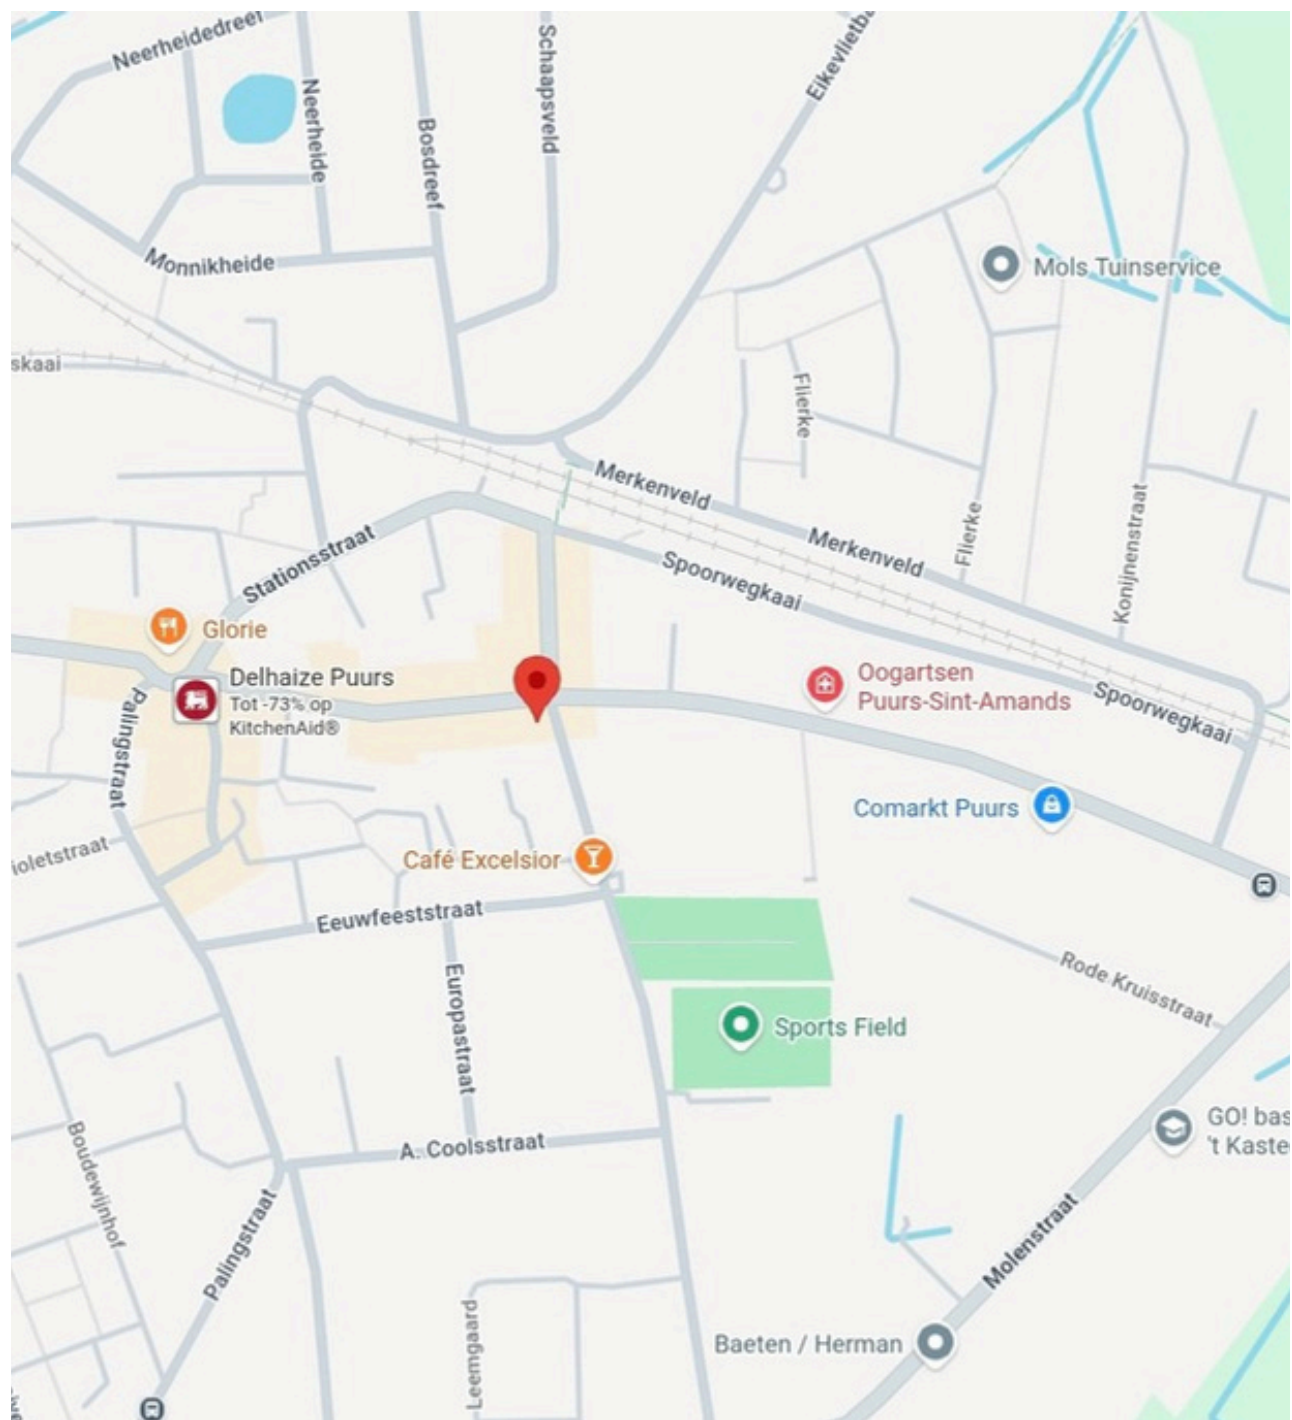 Neerheidedreef
Neerheide
Bosdreef
Schaapsveld
Eikevlietba
Monnikheide
Mols Tuinservice
skaai
Flierke
Merkenveld
Merkenveld
Flierke
Konijnenstraat
Stationsstraat
Spoorwegkaai
Glorie
Delhaize Puurs
Tot -73% op
KitchenAid®
Oogartsen
Puurs-Sint-Amands
Spoorwegkaai
Palingstraat
Comarkt Puurs
ioletstraat
Café Excelsior
Eeuwfeeststraat
Europastraat
Rode Kruisstraat
Sports Field
GO! bas
't Kaste
Boudewijnhof
A. Coolsstraat
Palingstraat
Molenstraat
Leemgaard
Baeten / Herman